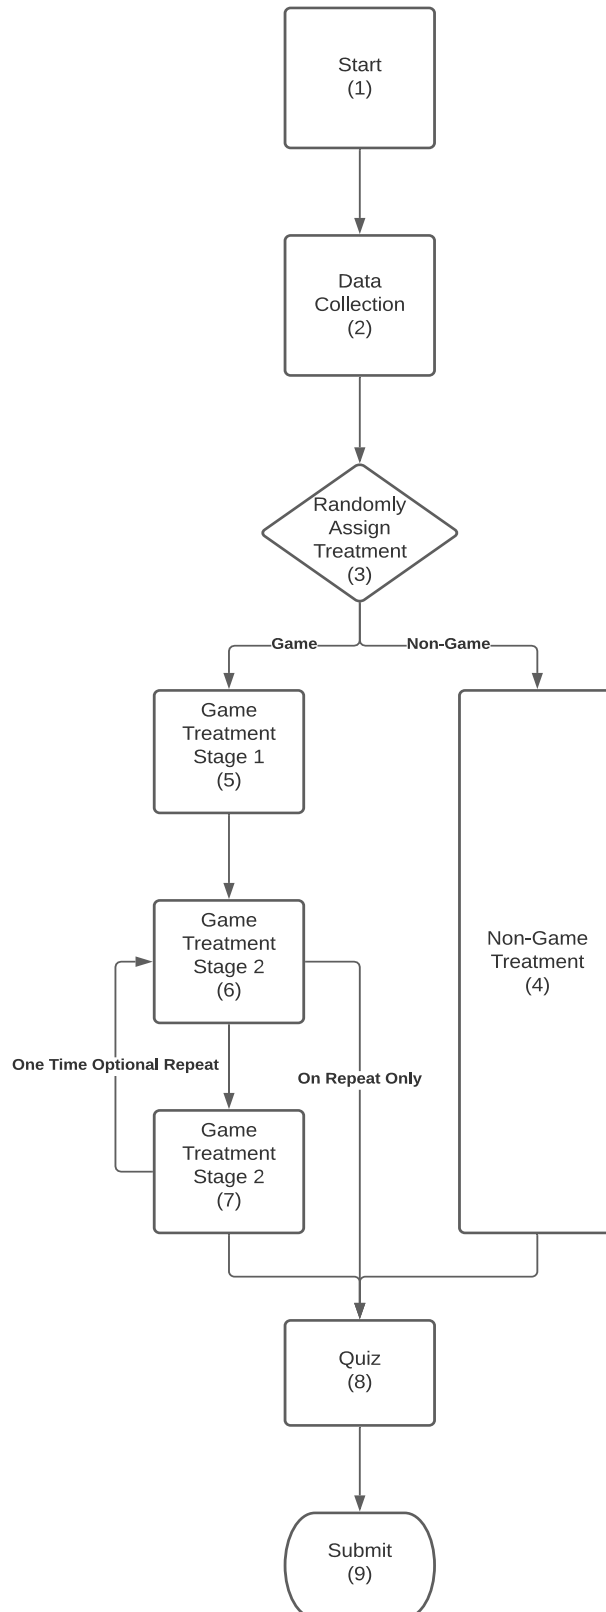 Start
(1)
Data
Collection
(2)
Randomly
Assign
Treatment
(3)
Game
Non-Game
Game
Treatment
Stage 1
(5)
Game
Treatment
Stage 2
(6)
Non-Game
Treatment
(4)
One Time Optional Repeat
On Repeat Only
Game
Treatment
Stage 2
(7)
Quiz
(8)
Submit
(9)